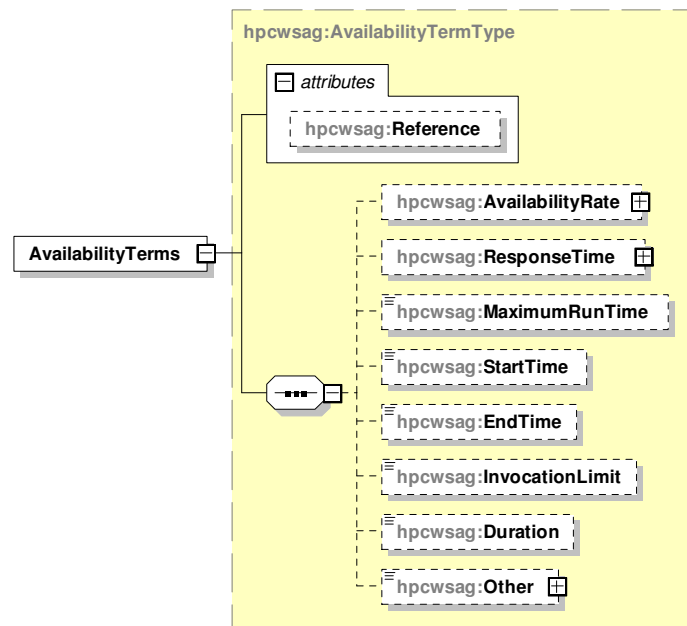 hpcwsag:AvailabilityTermType
attributes
hpcwsag:Reference
AvailabilityTerms
hpcwsag:AvailabilityRate
hpcwsag:ResponseTime
hpcwsag:MaximumRunTime
hpcwsag:StartTime
hpcwsag:EndTime
hpcwsag:InvocationLimit
hpcwsag:Duration
hpcwsag:Other